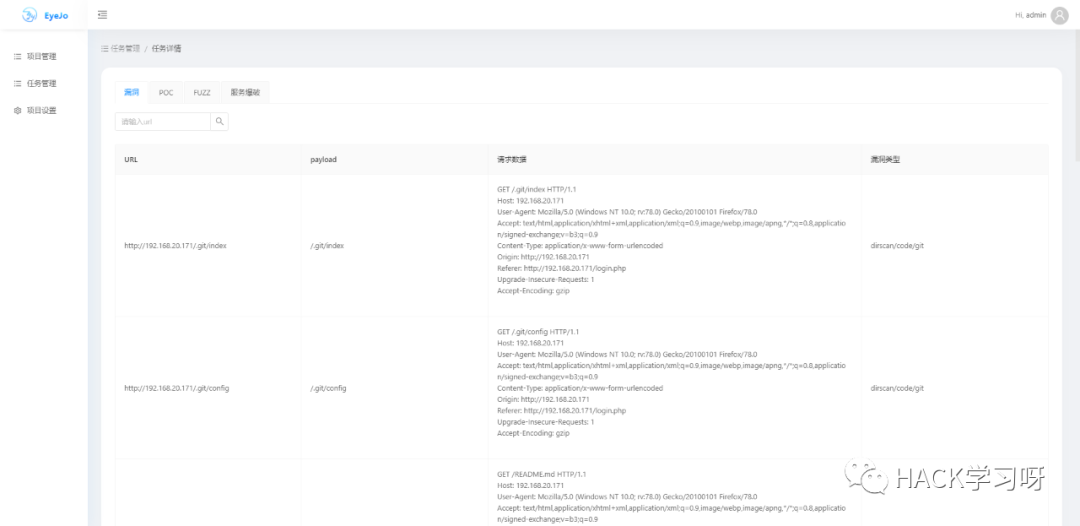 EyeJo
Hi, admin
项目管理
任务管理
项目设置
任务管理 / 任务详情
漏洞 POC FUZZ 服务爆破
请输入url
URL payload 请求数据 漏洞类型
http://192.168.20.171/.git/index
/.git/index
GET /.git/index HTTP/1.1
Host: 192.168.20.171
User-Agent: Mozilla/5.0 (Windows NT 10.0; rv:78.0) Gecko/20100101 Firefox/78.0
Accept: text/html,application/xhtml+xml,application/xml;q=0.9,image/webp,image/apng,*/*;q=0.8,applicatio
n/signed-exchange;v=b3;q=0.9
Content-Type: application/x-www-form-urlencoded
Origin: http://192.168.20.171
Referer: http://192.168.20.171/login.php
Upgrade-Insecure-Requests: 1
Accept-Encoding: gzip
dirscan/code/git
http://192.168.20.171/.git/config
/.git/config
GET /.git/config HTTP/1.1
Host: 192.168.20.171
User-Agent: Mozilla/5.0 (Windows NT 10.0; rv:78.0) Gecko/20100101 Firefox/78.0
Accept: text/html,application/xhtml+xml,application/xml;q=0.9,image/webp,image/apng,*/*;q=0.8,applicatio
n/signed-exchange;v=b3;q=0.9
Content-Type: application/x-www-form-urlencoded
Origin: http://192.168.20.171
Referer: http://192.168.20.171/login.php
Upgrade-Insecure-Requests: 1
Accept-Encoding: gzip
dirscan/code/git
GET /README.md HTTP/1.1
Host: 192.168.20.171
User-Agent: Mozilla/5.0 (Windows NT 10.0; rv:78.0) Gecko/20100101 Firefox/78.0
Accept: text/html,application/xhtml+xml,application/xml;q=0.9,image/webp,image/apng,*/*;q=0.8,applicatio
n/signed-exchange;v=b3;q=0.9
HACK学习呀